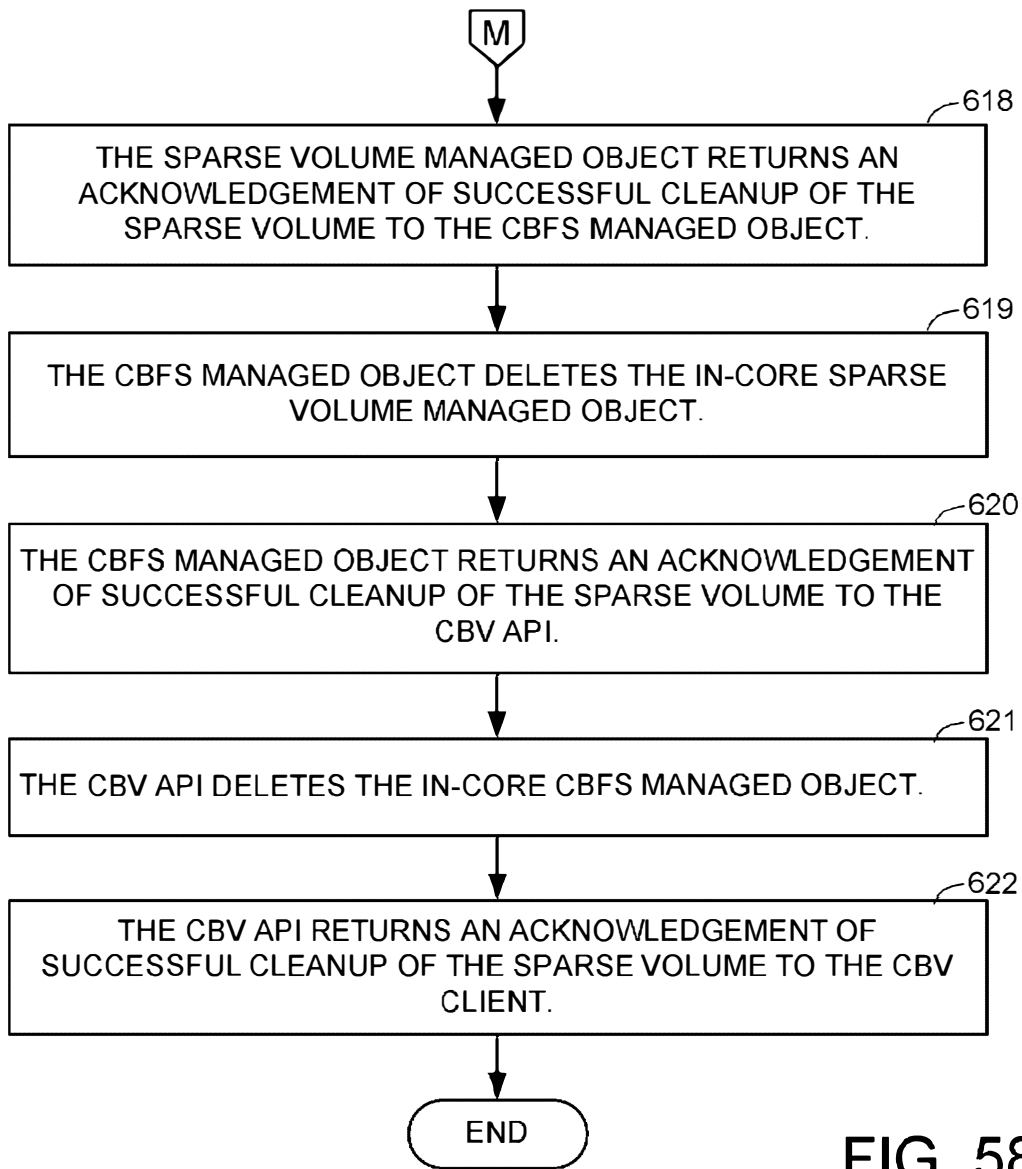 M
618
THE SPARSE VOLUME MANAGED OBJECT RETURNS AN
ACKNOWLEDGEMENT OF SUCCESSFUL CLEANUP OF THE
SPARSE VOLUME TO THE CBFS MANAGED OBJECT.
619
THE CBFS MANAGED OBJECT DELETES THE IN-CORE SPARSE
VOLUME MANAGED OBJECT.
620
THE CBFS MANAGED OBJECT RETURNS AN ACKNOWLEDGEMENT
OF SUCCESSFUL CLEANUP OF THE SPARSE VOLUME TO THE
CBV API.
621
THE CBV API DELETES THE IN-CORE CBFS MANAGED OBJECT.
622
THE CBV API RETURNS AN ACKNOWLEDGEMENT OF
SUCCESSFUL CLEANUP OF THE SPARSE VOLUME TO THE CBV
CLIENT.
END
FIG. 58